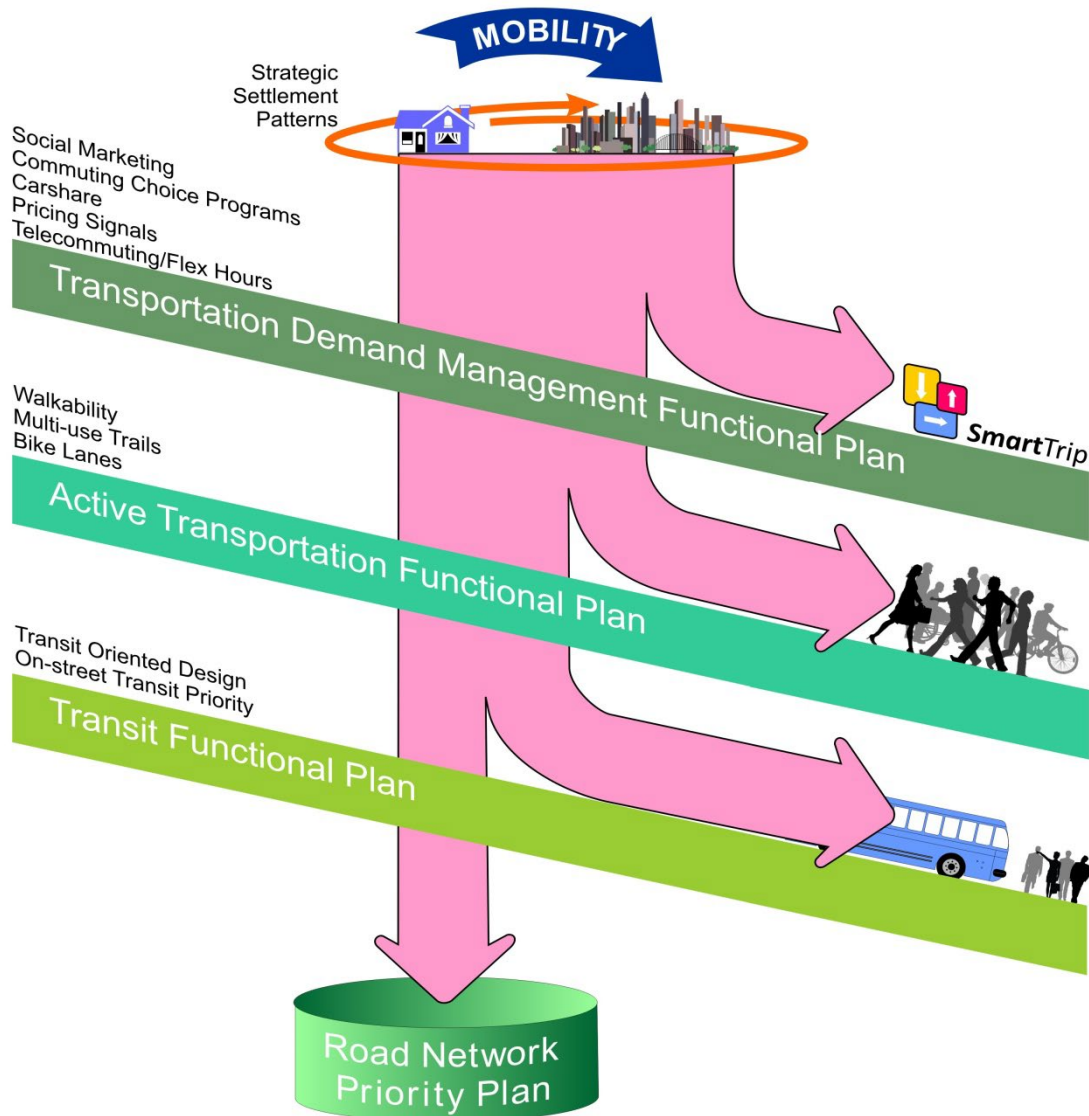 MOBILITY
Strategic
Settlement
Patterns
Social Marketing
Commuting Choice Programs
Carshare
Pricing Signals
Telecommuting/Flex Hours
Transportation Demand Management Functional Plan
SmartTrip
Walkability
Multi-use Trails
Bike Lanes
Active Transportation Functional Plan
Transit Oriented Design
On-street Transit Priority
Transit Functional Plan
Road Network
Priority Plan